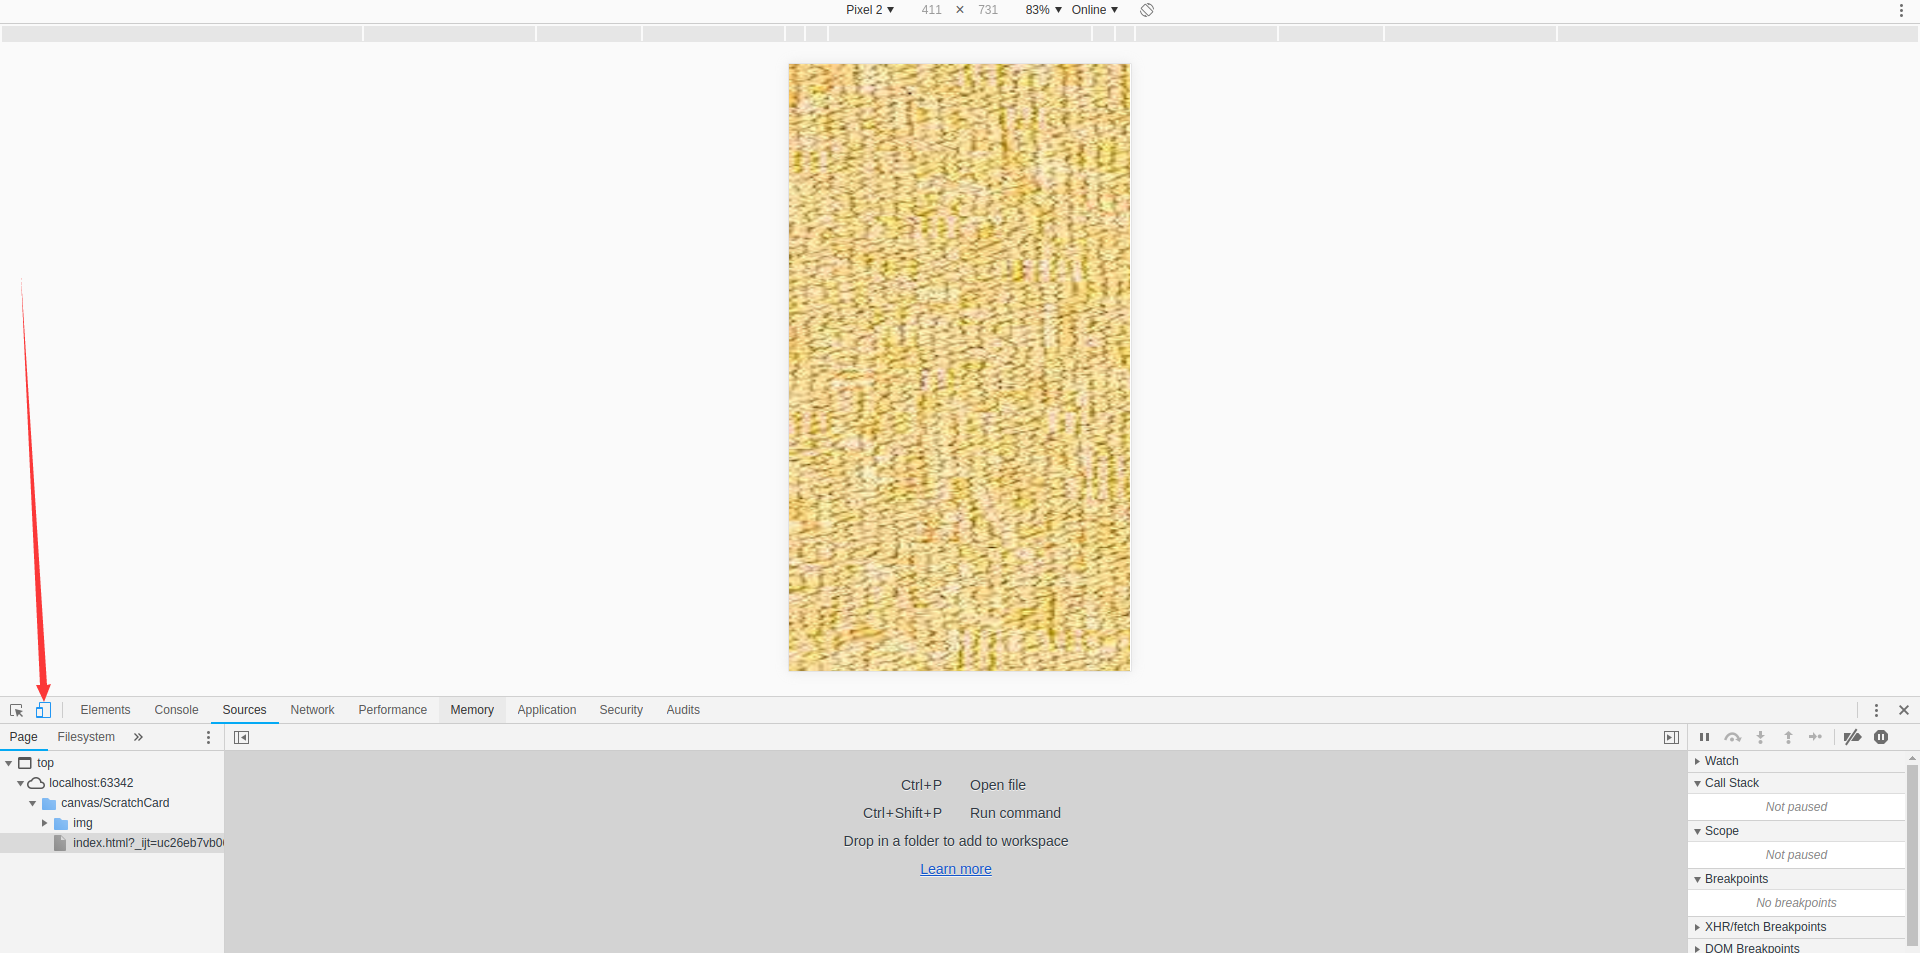 Pixel 2 411 × 731 83% Online
Elements Console Sources Network Performance Memory Application Security Audits
Page Filesystem »
top
localhost:63342
canvas/ScratchCard
img
index.html?_ijt=uc26eb7vb0
Ctrl+P Open file
Ctrl+Shift+P Run command
Drop in a folder to add to workspace
Learn more
Watch
Call Stack
Not paused
Scope
Not paused
Breakpoints
No breakpoints
XHR/fetch Breakpoints
DOM Breakpoints